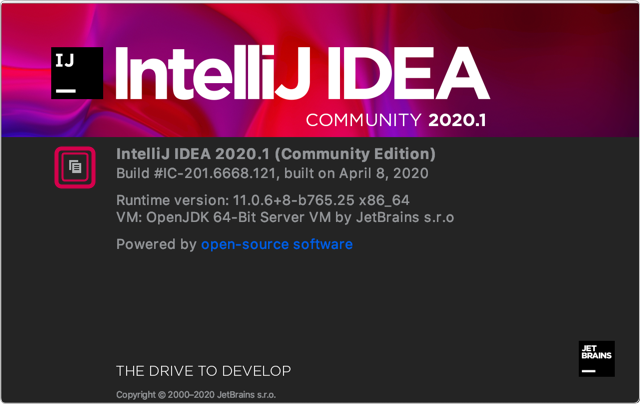 IJ
IntelliJ IDEA
COMMUNITY 2020.1
IntelliJ IDEA 2020.1 (Community Edition)
Build #IC-201.6668.121, built on April 8, 2020
Runtime version: 11.0.6+8-b765.25 x86_64
VM: OpenJDK 64-Bit Server VM by JetBrains s.r.o
Powered by open-source software
JET
BRAINS
THE DRIVE TO DEVELOP
Copyright © 2000–2020 JetBrains s.r.o.